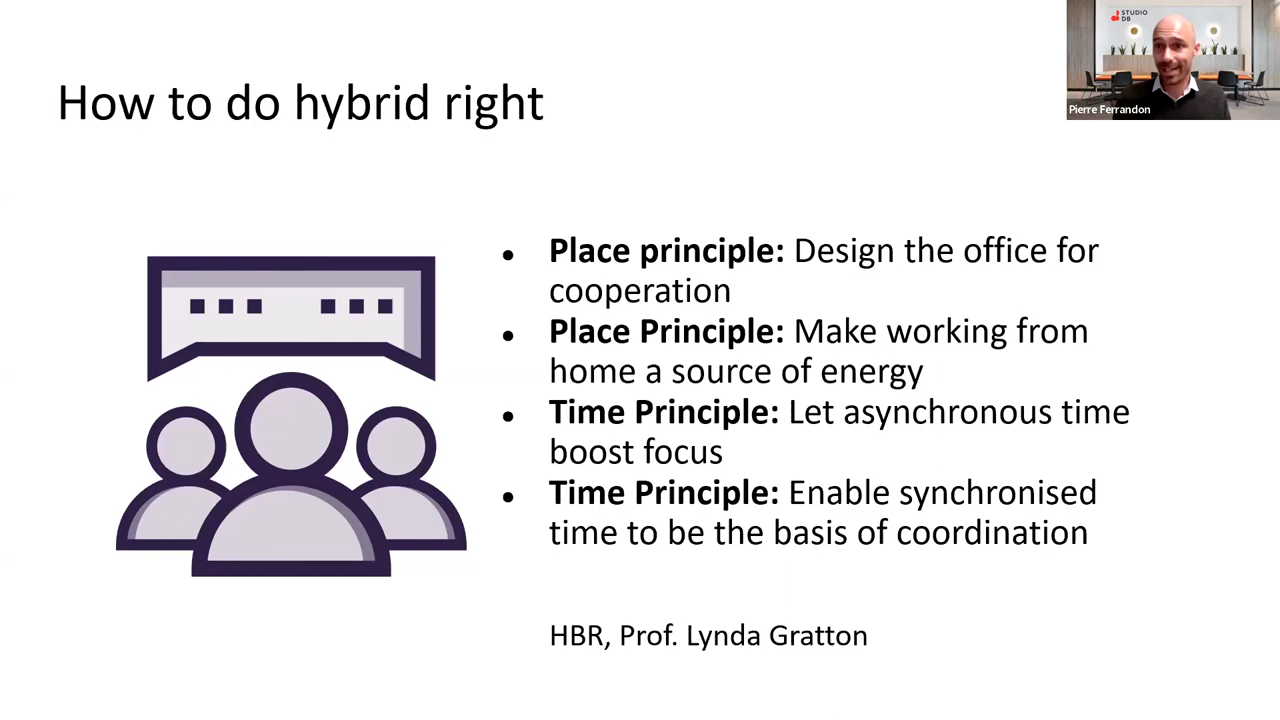 How to do hybrid right
STUDIO
DB
Pierre Ferrandon
• Place principle: Design the office for
cooperation
• Place Principle: Make working from
home a source of energy
• Time Principle: Let asynchronous time
boost focus
• Time Principle: Enable synchronised
time to be the basis of coordination
HBR, Prof. Lynda Gratton